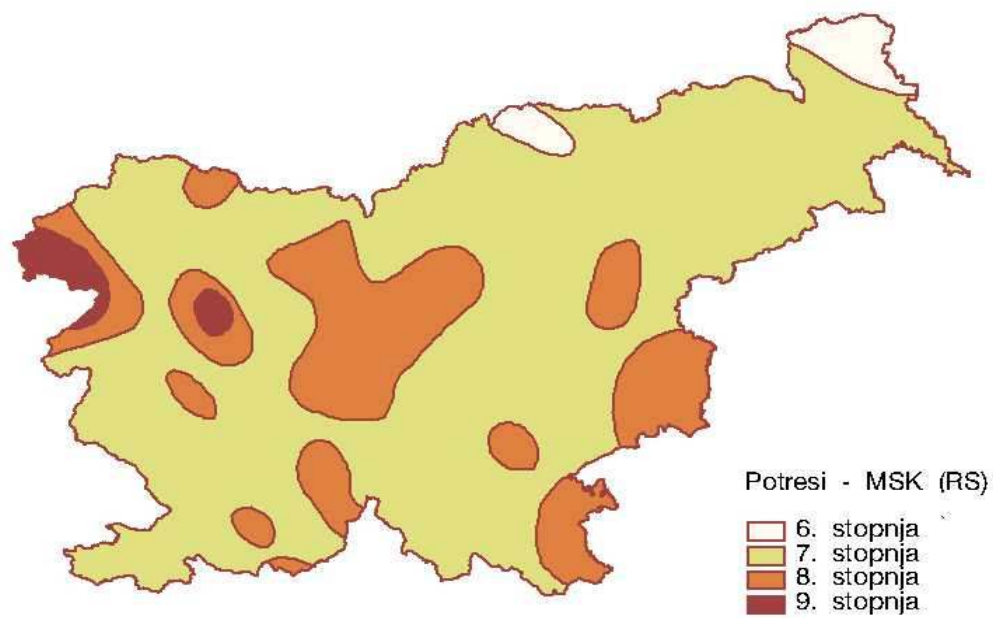 Potresi - MSK (RS)
6. stopnja
7. stopnja
8. stopnja
9. stopnja